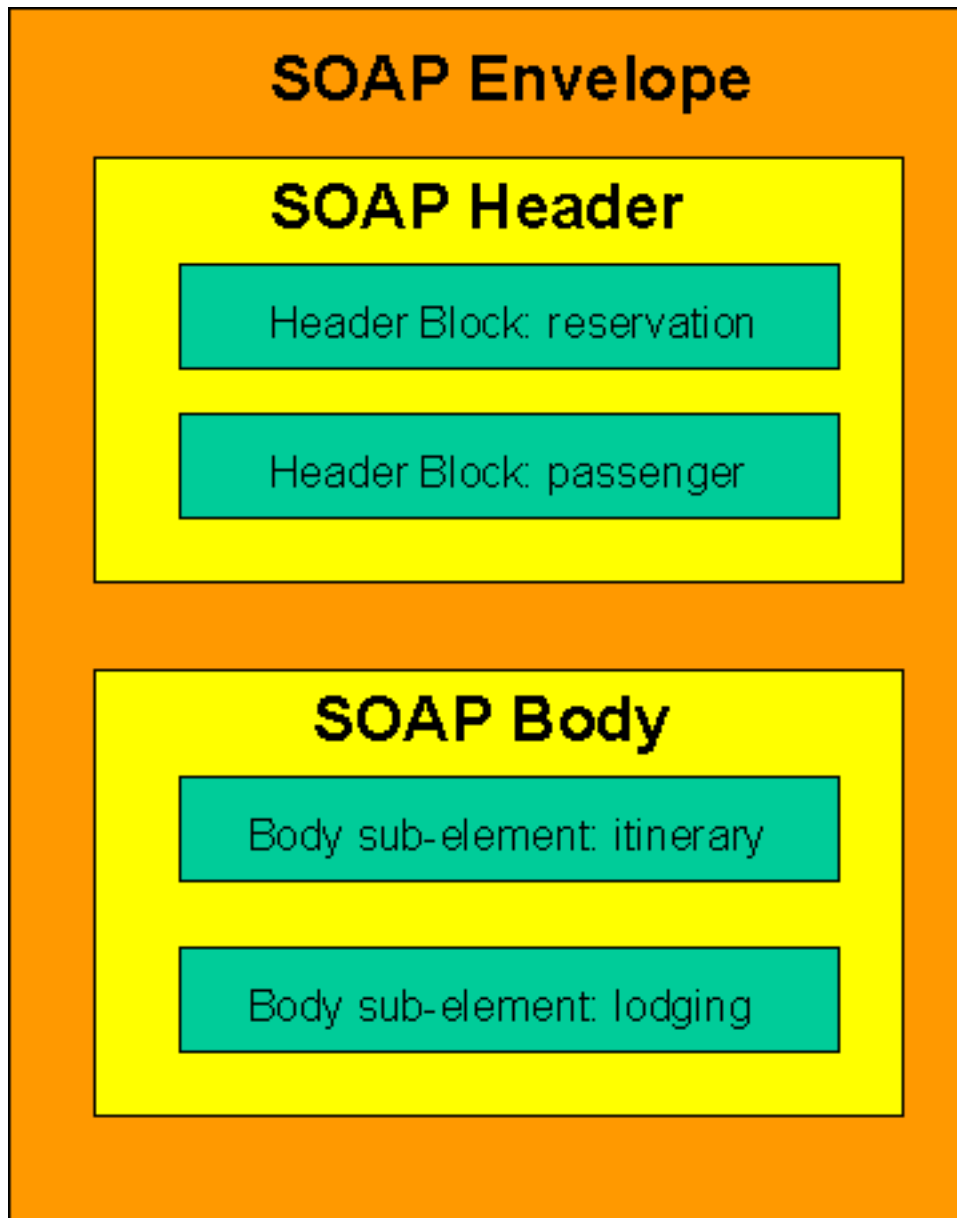 SOAP Envelope
SOAP Header
Header Block: reservation
Header Block: passenger
SOAP Body
Body sub-element: itinerary
Body sub-element: lodging